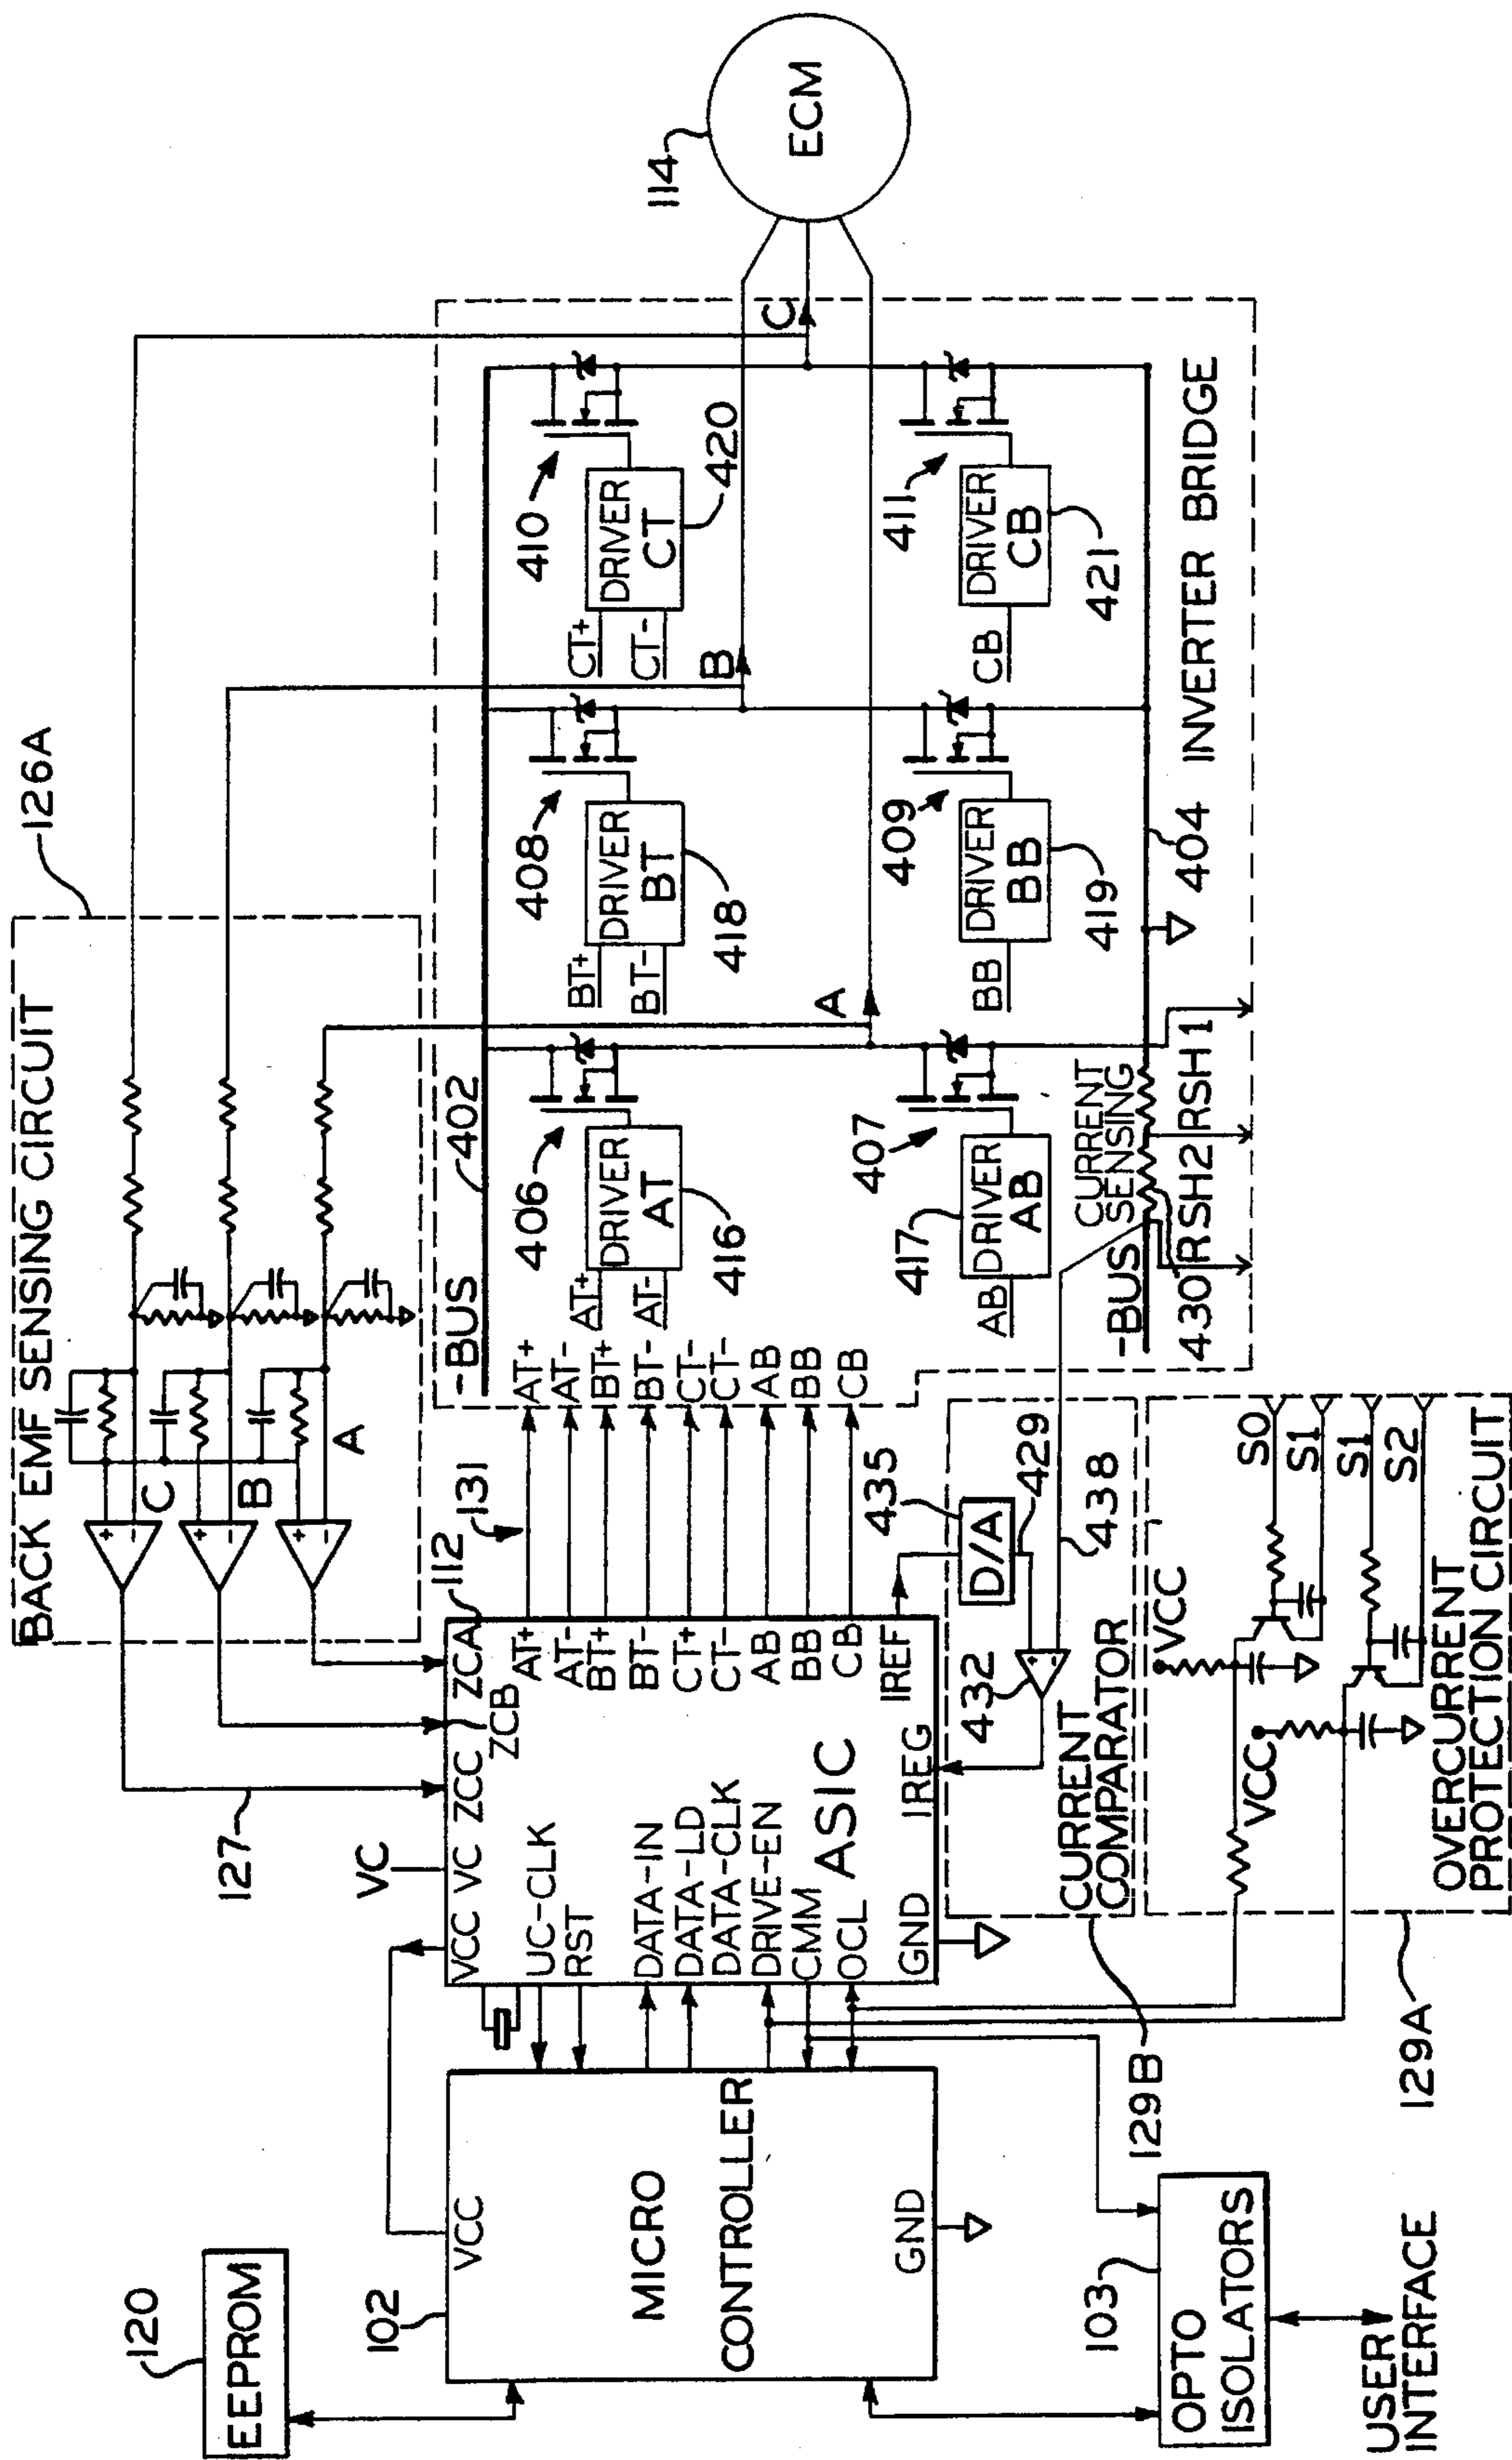 BACK EMF SENSING CIRCUIT
126A
C
B
A
120
EEPROM
102
VCC
MICRO
CONTROLLER
GND
103
OPTO
ISOLATORS
USER
INTERFACE
127
VC
112
131
VCC
VC
ZCC
ZCB
ZCA
UC-CLK
RST
DATA-IN
DATA-LD
DATA-CLK
DRIVE-EN
CMM
OCL
GND
ASIC
IREG
IREF
AT+
AT-
BT+
BT-
CT+
CT-
AB
BB
CB
AT+
AT-
BT+
BT-
CT-
CT-
AB
BB
CB
-BUS
402
406
AT+
AT-
DRIVER
AT
416
408
BT+
BT-
DRIVER
BT
418
410
CT+
CT-
DRIVER
CT
420
A
B
C
114
ECM
407
AB
DRIVER
AB
417
409
BB
DRIVER
BB
419
411
CB
DRIVER
CB
421
CURRENT
SENSING
-BUS
430
RSH2
RSH1
404
INVERTER BRIDGE
435
D/A
429
438
432
CURRENT
COMPARATOR
129B
VCC
VCC
S0
S1
S1
S2
OVERCURRENT
PROTECTION CIRCUIT
129A